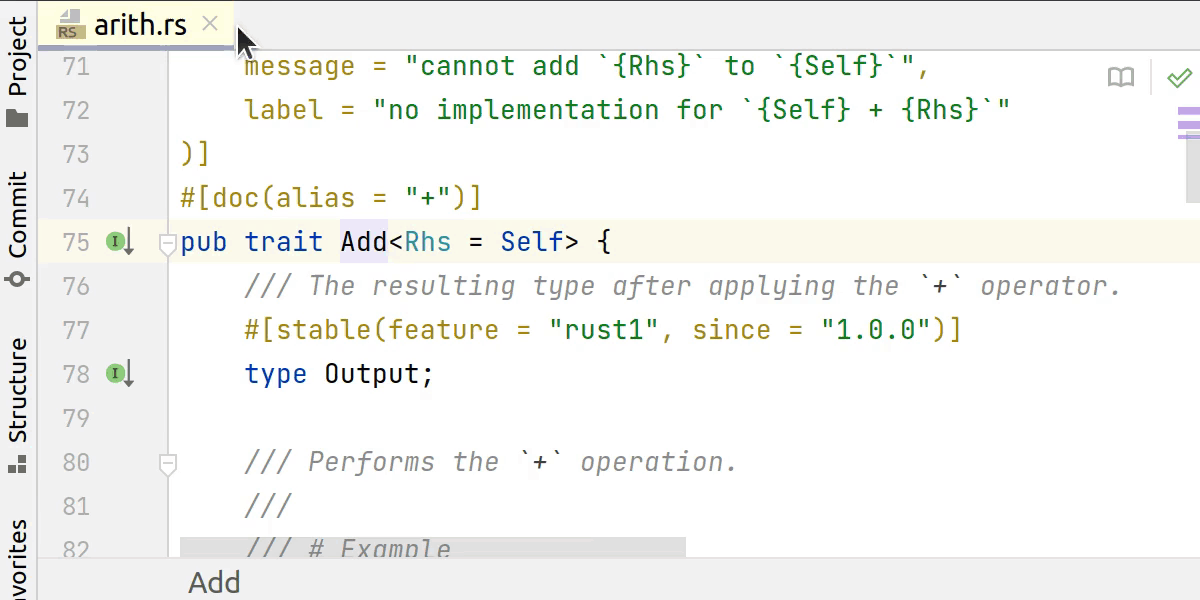 arith.rs
RS
Project
Commit
Structure
71 message = "cannot add `{Rhs}` to `{Self}`",
72 label = "no implementation for `{Self} + {Rhs}`"
73 )]
74 #[doc(alias = "+")]
75 pub trait Add<Rhs = Self> {
76 /// The resulting type after applying the `+` operator.
77 #[stable(feature = "rust1", since = "1.0.0")]
78 type Output;
79
80 /// Performs the `+` operation.
81 ///
82 /// # Example
Add